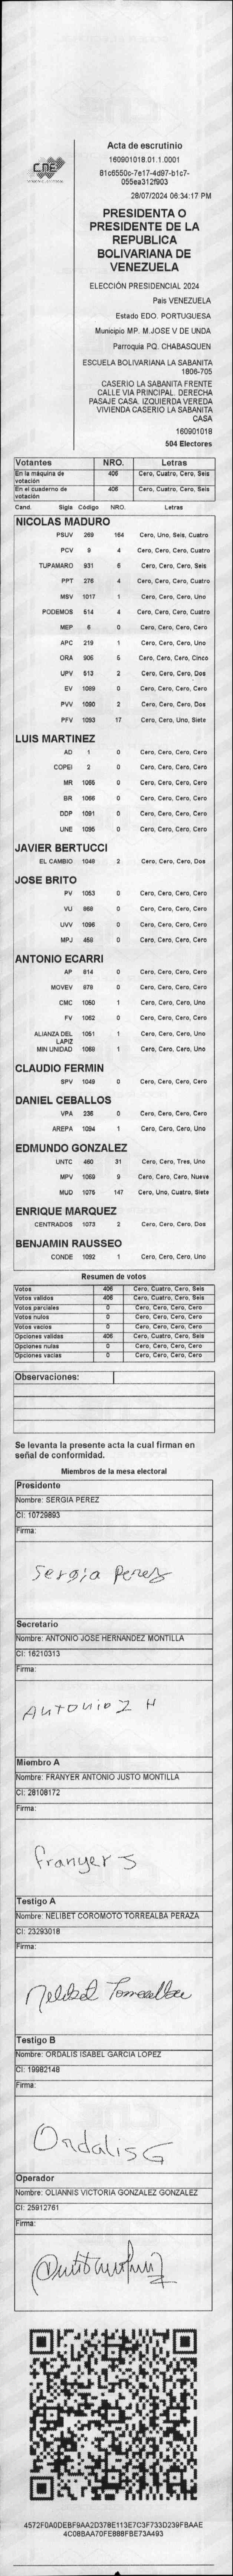 CNE
Acta de escrutinio
160901018.01.1.0001
81c6550c-7e17-4d97-b1c7-
055ea312f903
28/07/2024 06:34:17 PM
PRESIDENTA O
PRESIDENTE DE LA
REPUBLICA
BOLIVARIANA DE
VENEZUELA
ELECCIÓN PRESIDENCIAL 2024
Pais VENEZUELA
Estado EDO. PORTUGUESA
Municipio MP. M.JOSE V DE UNDA
Parroquia PQ. CHABASQUEN
ESCUELA BOLIVARIANA LA SABANITA
1806-705
CASERIO LA SABANITA FRENTE
CALLE VIA PRINCIPAL. DERECHA
PASAJE CASA. IZQUIERDA VEREDA
VIVIENDA CASERIO LA SABANITA
CASA
160901018
504 Electores
Votantes NRO. Letras
En la máquina de votación 406 Cero, Cuatro, Cero, Seis
En el cuaderno de votación 406 Cero, Cuatro, Cero, Seis
Cand. Sigla Código NRO. Letras
NICOLAS MADURO
PSUV 269 164 Cero, Uno, Seis, Cuatro
PCV 9 4 Cero, Cero, Cero, Cuatro
TUPAMARO 931 6 Cero, Cero, Cero, Seis
PPT 276 4 Cero, Cero, Cero, Cuatro
MSV 1017 1 Cero, Cero, Cero, Uno
PODEMOS 514 4 Cero, Cero, Cero, Cuatro
MEP 6 0 Cero, Cero, Cero, Cero
APC 219 1 Cero, Cero, Cero, Uno
ORA 905 5 Cero, Cero, Cero, Cinco
UPV 513 2 Cero, Cero, Cero, Dos
EV 1089 0 Cero, Cero, Cero, Cero
PVV 1090 2 Cero, Cero, Cero, Dos
PFV 1093 17 Cero, Cero, Uno, Siete
LUIS MARTINEZ
AD 1 0 Cero, Cero, Cero, Cero
COPEI 2 0 Cero, Cero, Cero, Cero
MR 1065 0 Cero, Cero, Cero, Cero
BR 1066 0 Cero, Cero, Cero, Cero
DDP 1091 0 Cero, Cero, Cero, Cero
UNE 1095 0 Cero, Cero, Cero, Cero
JAVIER BERTUCCI
EL CAMBIO 1048 2 Cero, Cero, Cero, Dos
JOSE BRITO
PV 1053 0 Cero, Cero, Cero, Cero
VU 868 0 Cero, Cero, Cero, Cero
UVV 1096 0 Cero, Cero, Cero, Cero
MPJ 459 0 Cero, Cero, Cero, Cero
ANTONIO ECARRI
AP 814 0 Cero, Cero, Cero, Cero
MOVEV 978 0 Cero, Cero, Cero, Cero
CMC 1050 1 Cero, Cero, Cero, Uno
FV 1062 0 Cero, Cero, Cero, Cero
ALIANZA DEL LAPIZ 1051 1 Cero, Cero, Cero, Uno
MIN UNIDAD 1058 1 Cero, Cero, Cero, Uno
CLAUDIO FERMIN
SPV 1049 0 Cero, Cero, Cero, Cero
DANIEL CEBALLOS
VPA 236 0 Cero, Cero, Cero, Cero
AREPA 1094 1 Cero, Cero, Cero, Uno
EDMUNDO GONZALEZ
UNTC 460 31 Cero, Cero, Tres, Uno
MPV 1069 9 Cero, Cero, Cero, Nueve
MUD 1075 147 Cero, Uno, Cuatro, Siete
ENRIQUE MARQUEZ
CENTRADOS 1073 2 Cero, Cero, Cero, Dos
BENJAMIN RAUSSEO
CONDE 1092 1 Cero, Cero, Cero, Uno
Resumen de votos
Votos 406 Cero, Cuatro, Cero, Seis
Votos validos 406 Cero, Cuatro, Cero, Seis
Votos parciales 0 Cero, Cero, Cero, Cero
Votos nulos 0 Cero, Cero, Cero, Cero
Votos vacios 0 Cero, Cero, Cero, Cero
Opciones validas 406 Cero, Cuatro, Cero, Seis
Opciones nulas 0 Cero, Cero, Cero, Cero
Opciones vacias 0 Cero, Cero, Cero, Cero
Observaciones:
Se levanta la presente acta la cual firman en
señal de conformidad.
Miembros de la mesa electoral
Presidente
Nombre: SERGIA PEREZ
CI: 10729893
Firma:
Sergia Perez
Secretario
Nombre: ANTONIO JOSE HERNANDEZ MONTILLA
CI: 16210313
Firma:
Antonio J H
Miembro A
Nombre: FRANYER ANTONIO JUSTO MONTILLA
CI: 28108172
Firma:
franyer J
Testigo A
Nombre: NELIBET COROMOTO TORREALBA PERAZA
CI: 23293018
Firma:
Nelibet Torrealba
Testigo B
Nombre: ORDALIS ISABEL GARCIA LOPEZ
CI: 19982148
Firma:
Ordalis G
Operador
Nombre: OLIANNIS VICTORIA GONZALEZ GONZALEZ
CI: 25912761
Firma:
4572F0A0DEBF9AA2D378E113E7C3F733D239FBAAE
4C08BAA70FE886FBE73A493